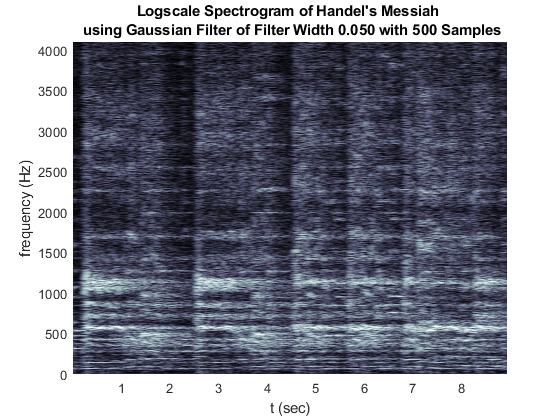 Logscale Spectrogram of Handel's Messiah
using Gaussian Filter of Filter Width 0.050 with 500 Samples
4000
3500
3000
2500
2000
1500
1000
500
0
frequency (Hz)
1 2 3 4 5 6 7 8
t (sec)